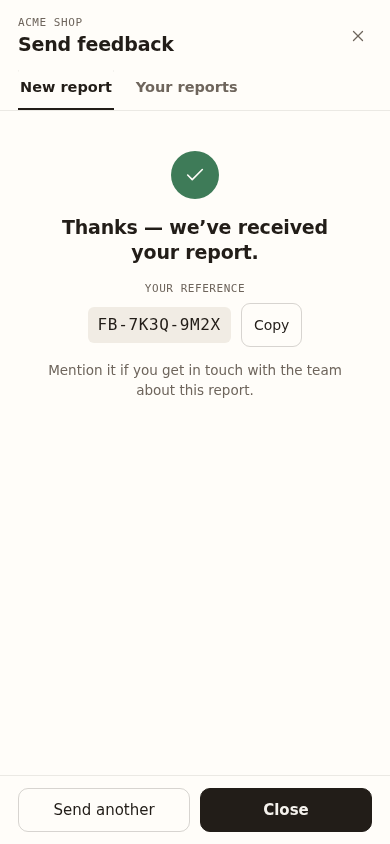 ACME SHOP
Send feedback
New report
Your reports
Thanks — we’ve received
your report.
YOUR REFERENCE
FB-7K3Q-9M2X
Copy
Mention it if you get in touch with the team
about this report.
Send another
Close